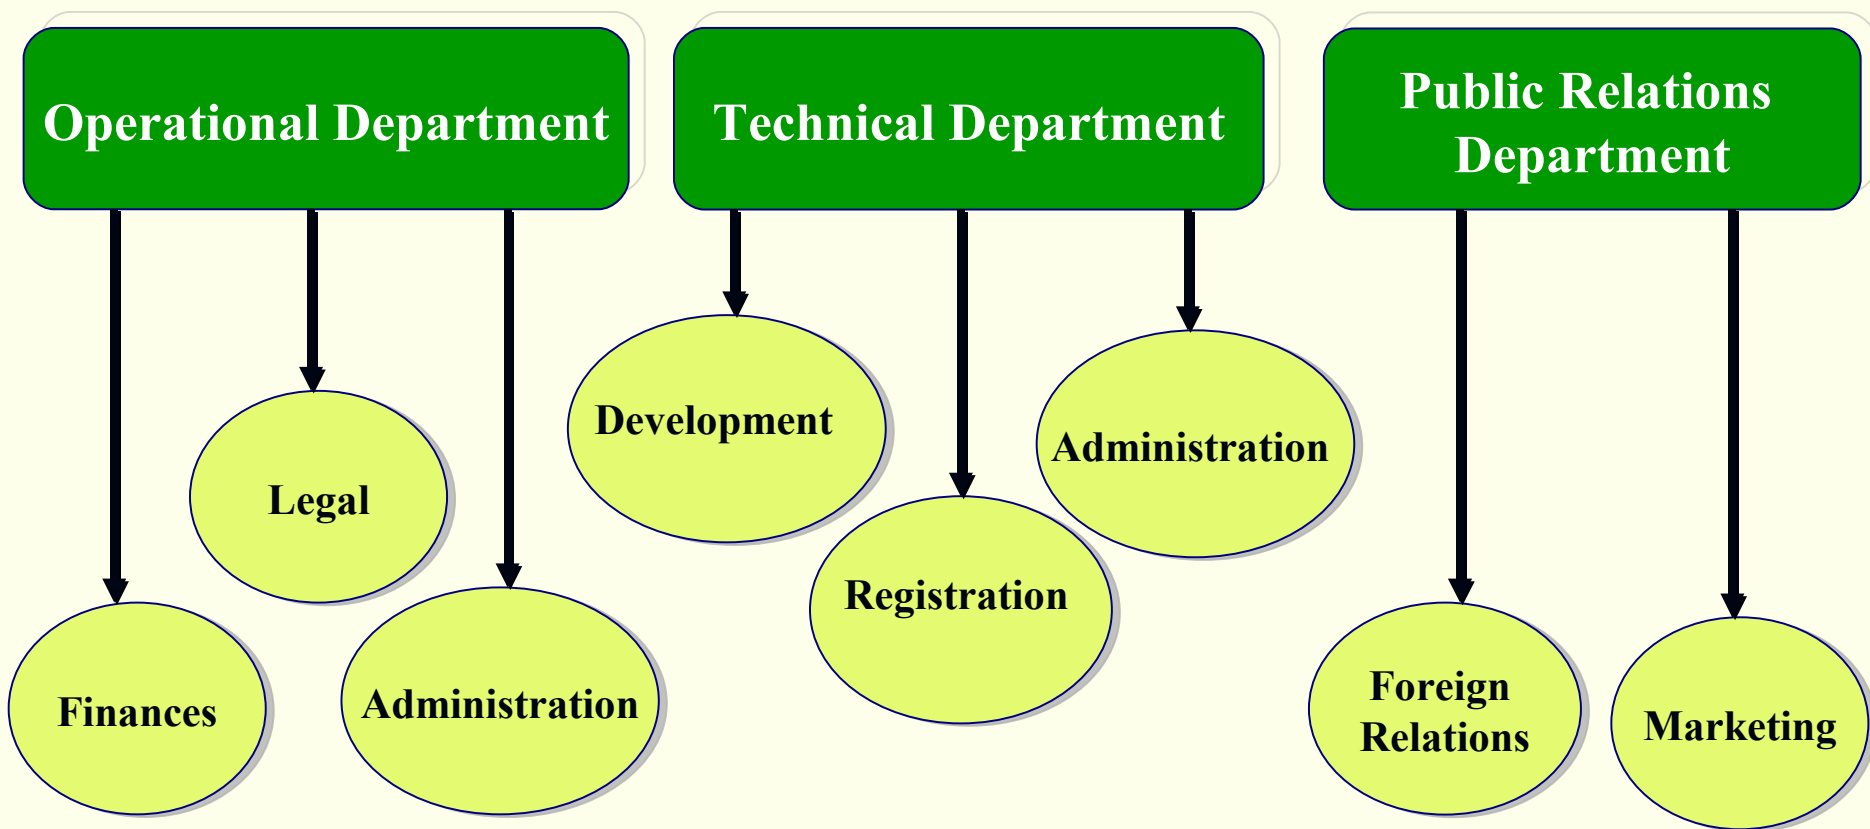 Operational Department
Technical Department
Public Relations
Department
Development
Administration
Legal
Registration
Finances
Administration
Foreign
Relations
Marketing